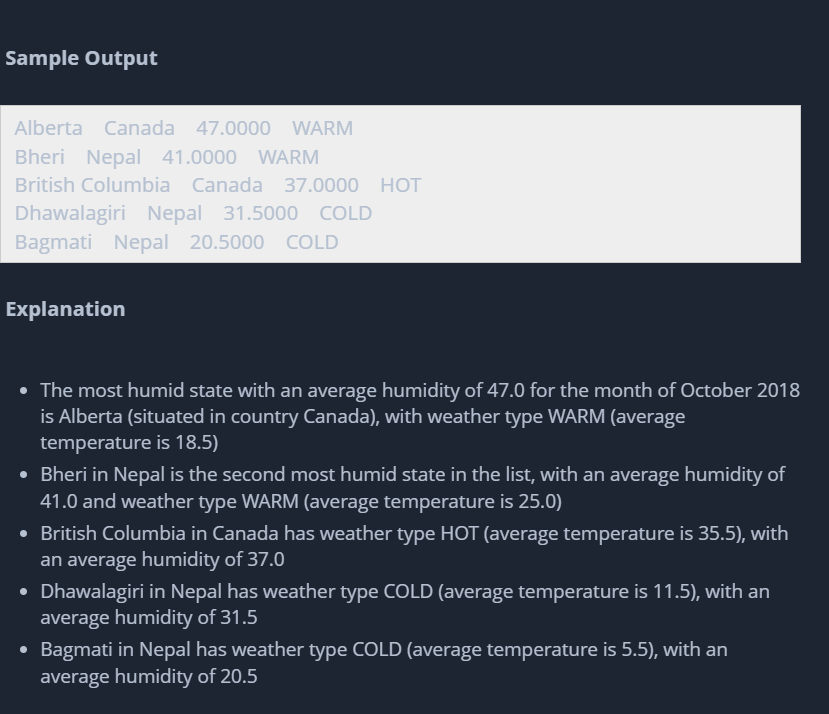 Sample Output
Alberta Canada 47.0000 WARM
Bheri Nepal 41.0000 WARM
British Columbia Canada 37.0000 HOT
Dhawalagiri Nepal 31.5000 COLD
Bagmati Nepal 20.5000 COLD
Explanation
• The most humid state with an average humidity of 47.0 for the month of October 2018
is Alberta (situated in country Canada), with weather type WARM (average
temperature is 18.5)
• Bheri in Nepal is the second most humid state in the list, with an average humidity of
41.0 and weather type WARM (average temperature is 25.0)
• British Columbia in Canada has weather type HOT (average temperature is 35.5), with
an average humidity of 37.0
• Dhawalagiri in Nepal has weather type COLD (average temperature is 11.5), with an
average humidity of 31.5
• Bagmati in Nepal has weather type COLD (average temperature is 5.5), with an
average humidity of 20.5